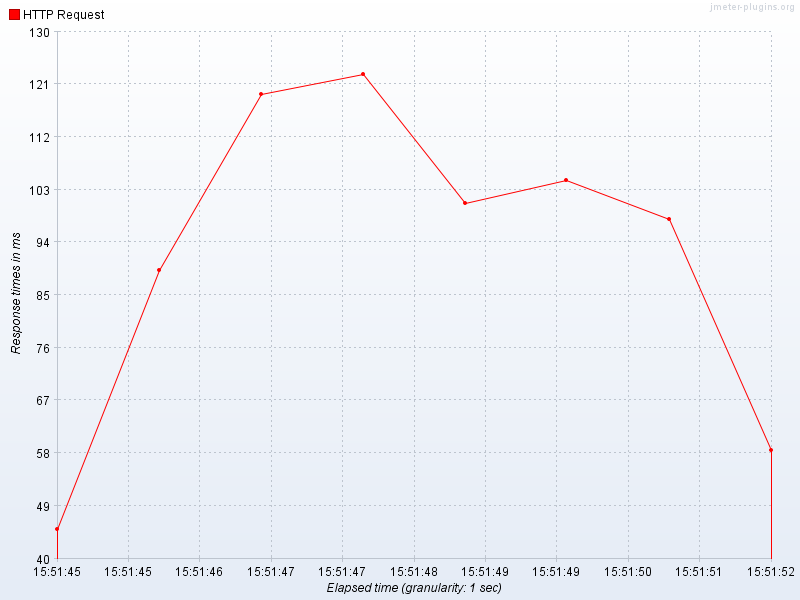 jmeter-plugins.org
HTTP Request
130
121
112
103
94
85
76
67
58
49
40
Response times in ms
15:51:45 15:51:45 15:51:46 15:51:47 15:51:47 15:51:48 15:51:49 15:51:49 15:51:50 15:51:51 15:51:52
Elapsed time (granularity: 1 sec)